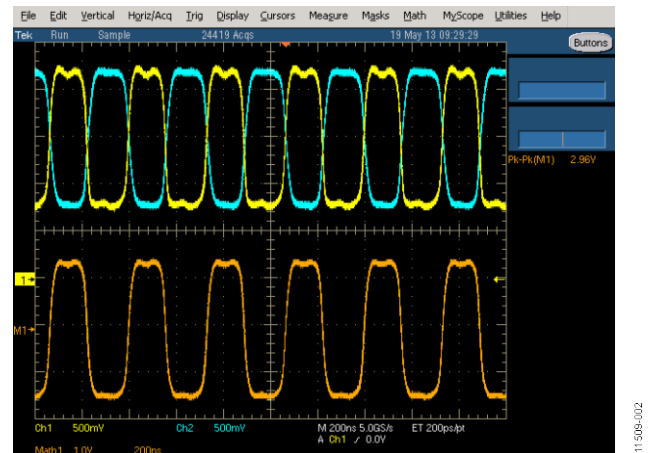 File Edit Vertical Horiz/Acq Trig Display Cursors Measure Masks Math MyScope Utilities Help
Tek Run Sample 24419 Acqs 19 May 13 09:29:29
Buttons
Pk-Pk(M1) 2.96V
1
M1
Ch1 500mV Ch2 500mV M 200ns 5.0GS/s ET 200ps/pt
A Ch1 / 0.0V
Math1 1.0V 200ns
11509-002